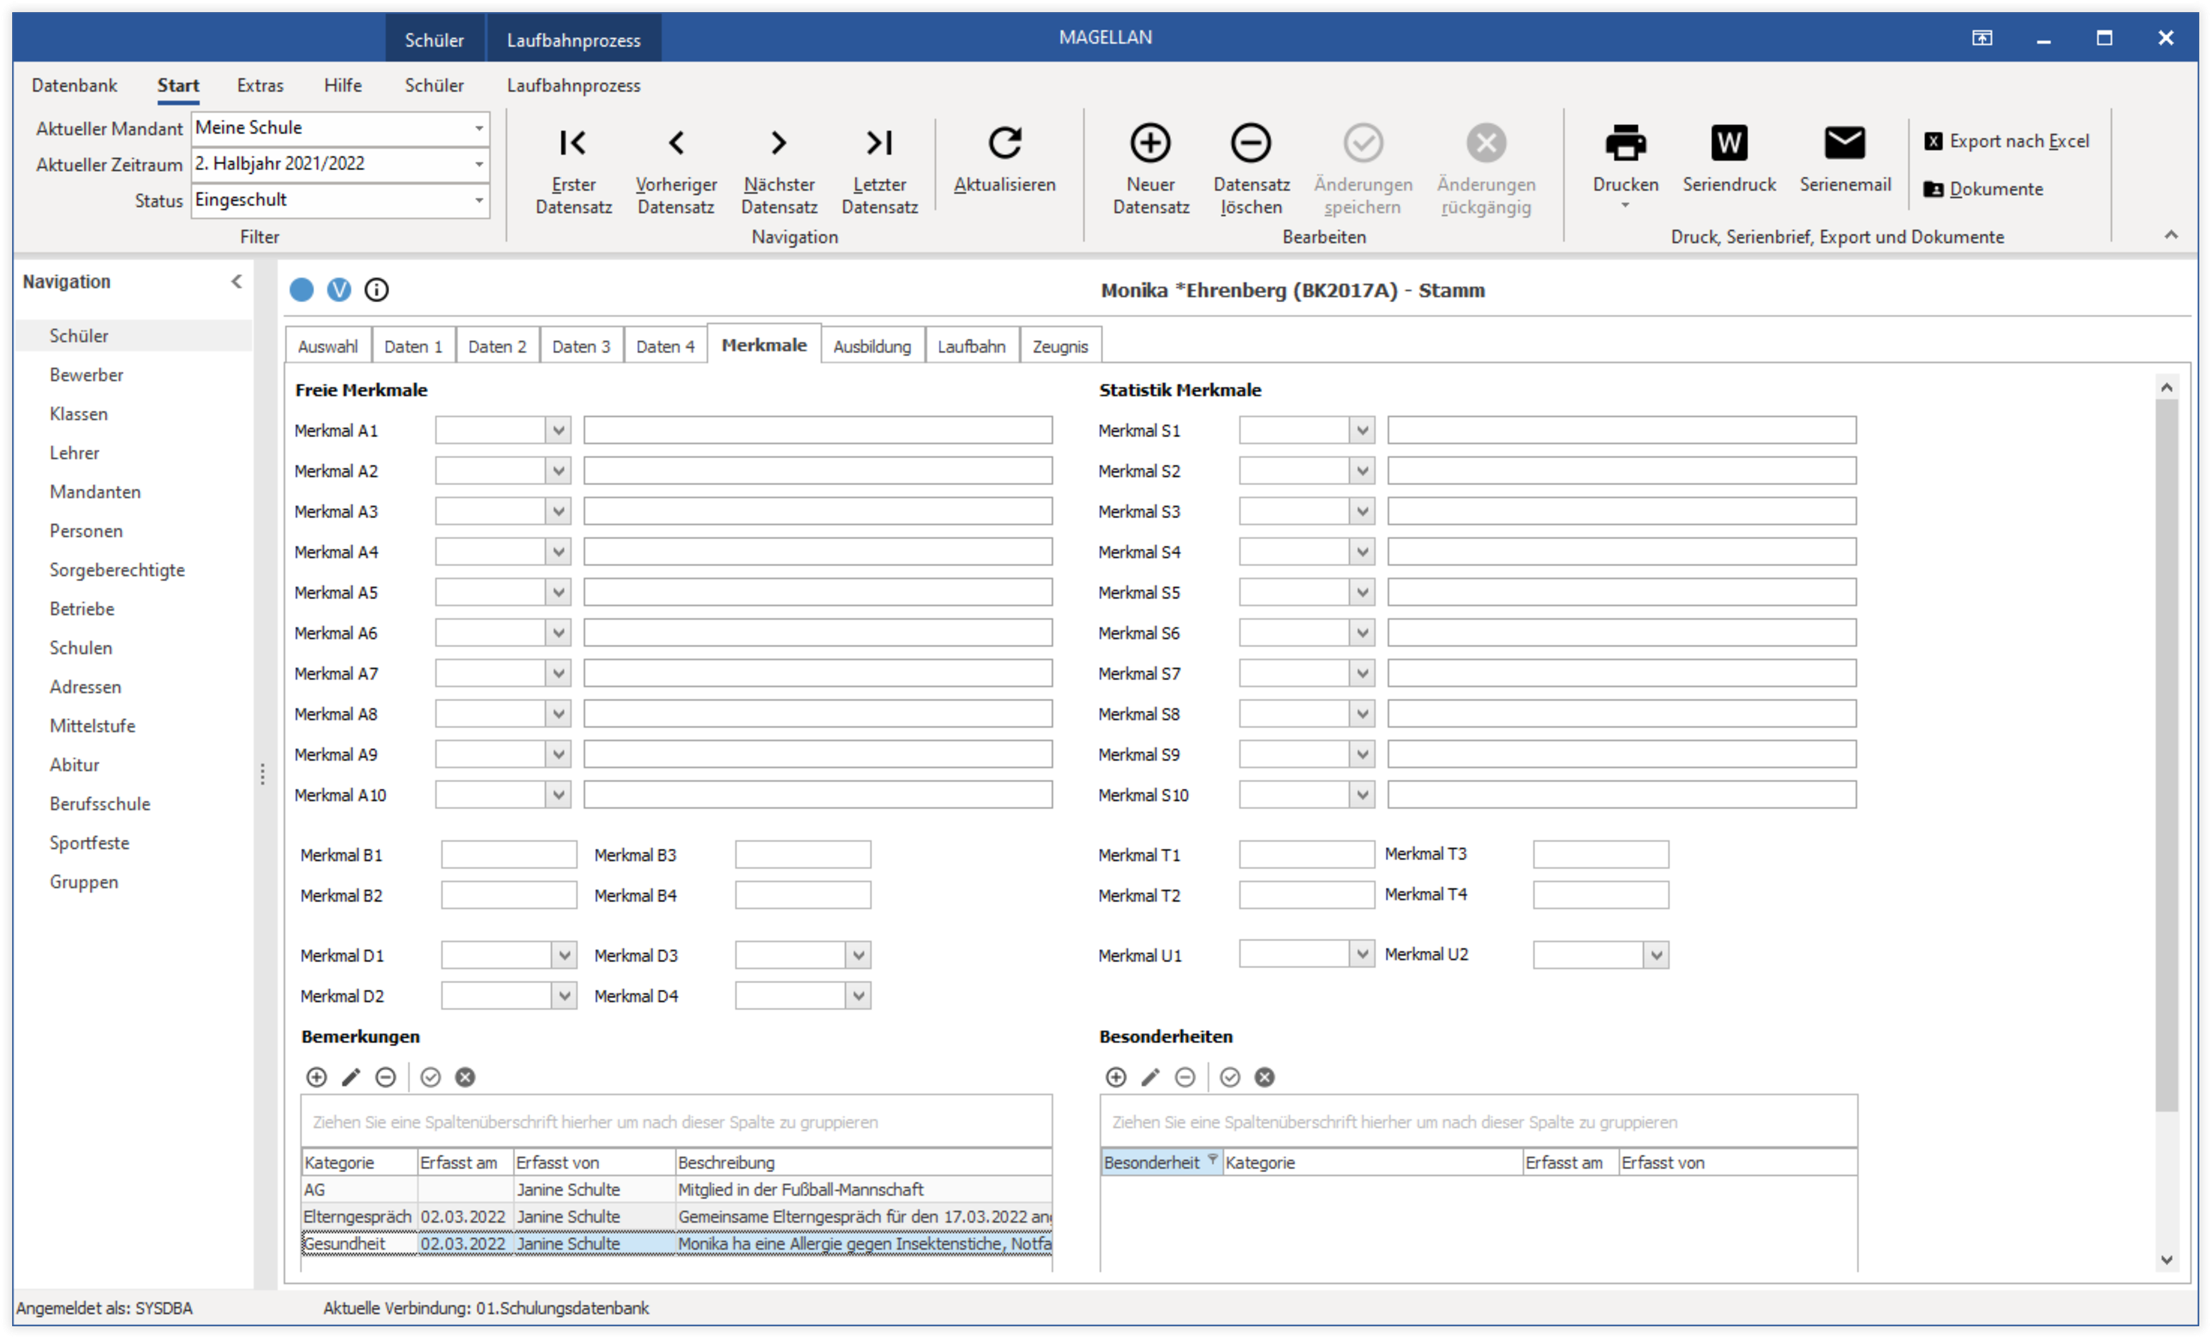 Schüler Laufbahnprozess MAGELLAN
Datenbank Start Extras Hilfe Schüler Laufbahnprozess
Aktueller Mandant Meine Schule
Aktueller Zeitraum 2. Halbjahr 2021/2022
Status Eingeschult
Filter
Erster Datensatz
Vorheriger Datensatz
Nächster Datensatz
Letzter Datensatz
Aktualisieren
Navigation
Neuer Datensatz
Datensatz löschen
Änderungen speichern
Änderungen rückgängig
Bearbeiten
Drucken
W
Seriendruck
Serienemail
X Export nach Excel
Dokumente
Druck, Serienbrief, Export und Dokumente
Navigation
Schüler
Bewerber
Klassen
Lehrer
Mandanten
Personen
Sorgeberechtigte
Betriebe
Schulen
Adressen
Mittelstufe
Abitur
Berufsschule
Sportfeste
Gruppen
V i Monika *Ehrenberg (BK2017A) - Stamm
Auswahl Daten 1 Daten 2 Daten 3 Daten 4 Merkmale Ausbildung Laufbahn Zeugnis
Freie Merkmale
Merkmal A1
Merkmal A2
Merkmal A3
Merkmal A4
Merkmal A5
Merkmal A6
Merkmal A7
Merkmal A8
Merkmal A9
Merkmal A10
Merkmal B1 Merkmal B3
Merkmal B2 Merkmal B4
Merkmal D1 Merkmal D3
Merkmal D2 Merkmal D4
Statistik Merkmale
Merkmal S1
Merkmal S2
Merkmal S3
Merkmal S4
Merkmal S5
Merkmal S6
Merkmal S7
Merkmal S8
Merkmal S9
Merkmal S10
Merkmal T1 Merkmal T3
Merkmal T2 Merkmal T4
Merkmal U1 Merkmal U2
Bemerkungen
Ziehen Sie eine Spaltenüberschrift hierher um nach dieser Spalte zu gruppieren
Kategorie Erfasst am Erfasst von Beschreibung
AG Janine Schulte Mitglied in der Fußball-Mannschaft
Elterngespräch 02.03.2022 Janine Schulte Gemeinsame Elterngespräch für den 17.03.2022 an
Gesundheit 02.03.2022 Janine Schulte Monika ha eine Allergie gegen Insektenstiche, Notfa
Besonderheiten
Ziehen Sie eine Spaltenüberschrift hierher um nach dieser Spalte zu gruppieren
Besonderheit Kategorie Erfasst am Erfasst von
Angemeldet als: SYSDBA Aktuelle Verbindung: 01.Schulungsdatenbank